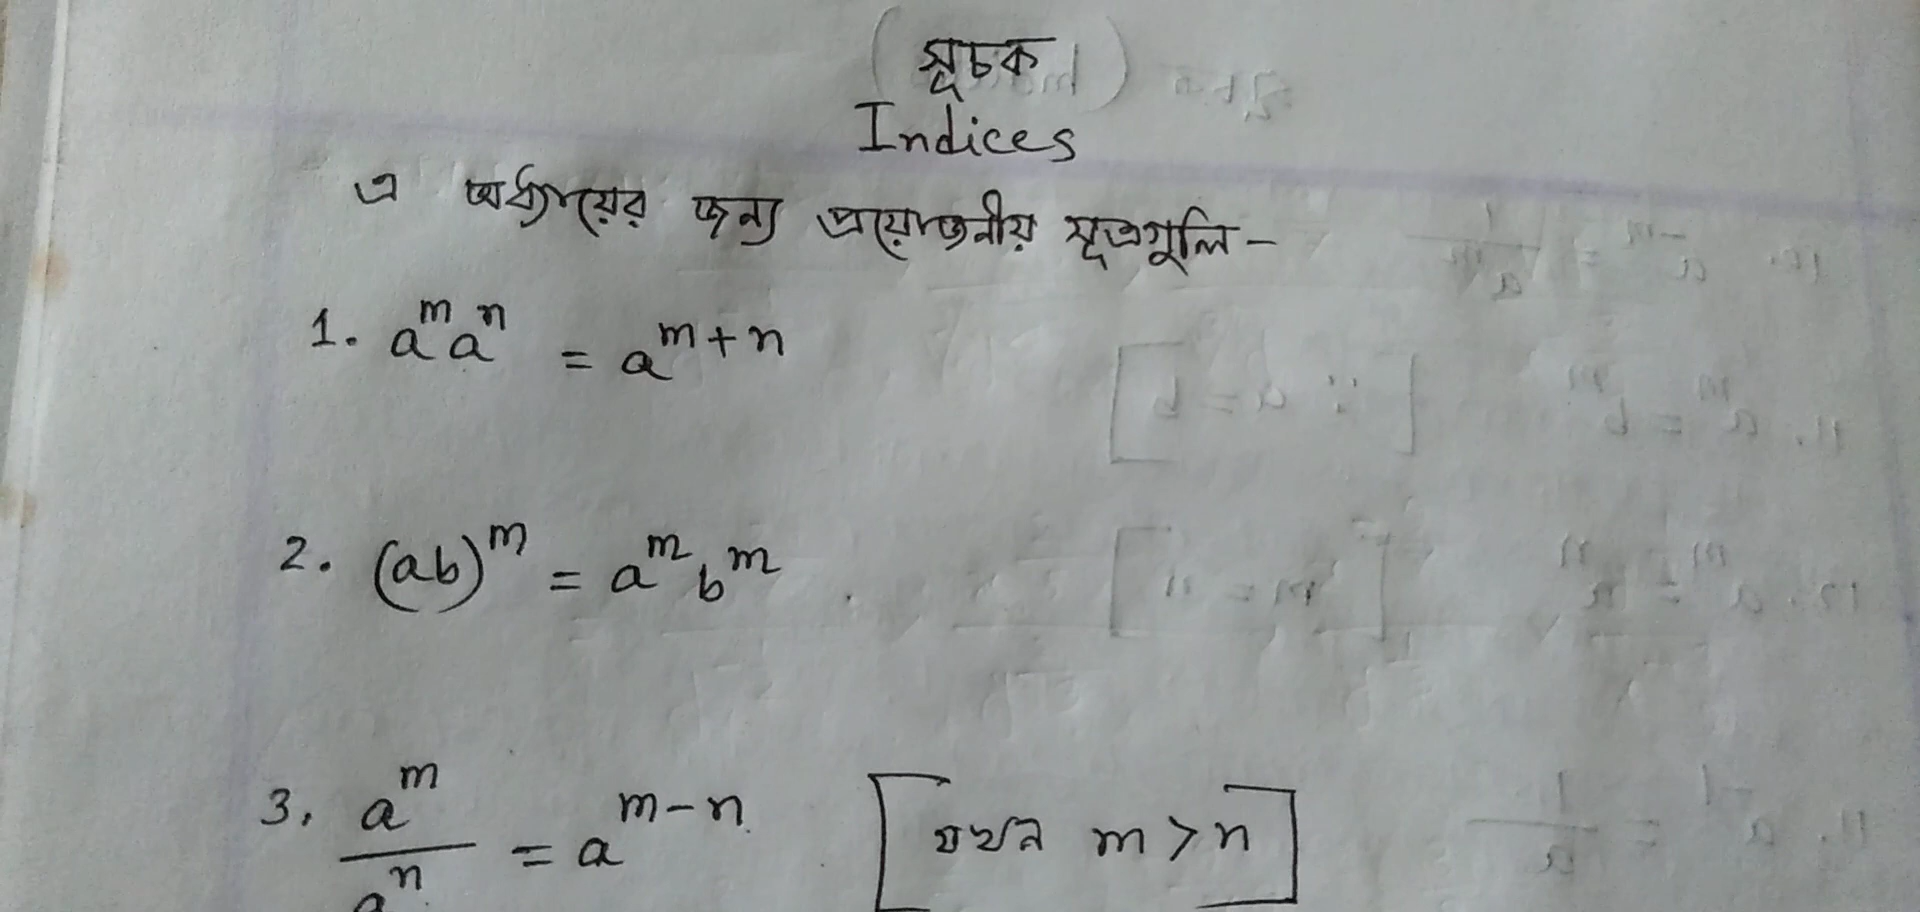 সূচক
Indices
এ অধ্যায়ের জন্য প্রয়োজনীয় সূত্রগুলি -
1. a^m a^n = a^{m+n}
2. (ab)^m = a^m b^m
3. a^m / a^n = a^{m-n} [যখন m > n]